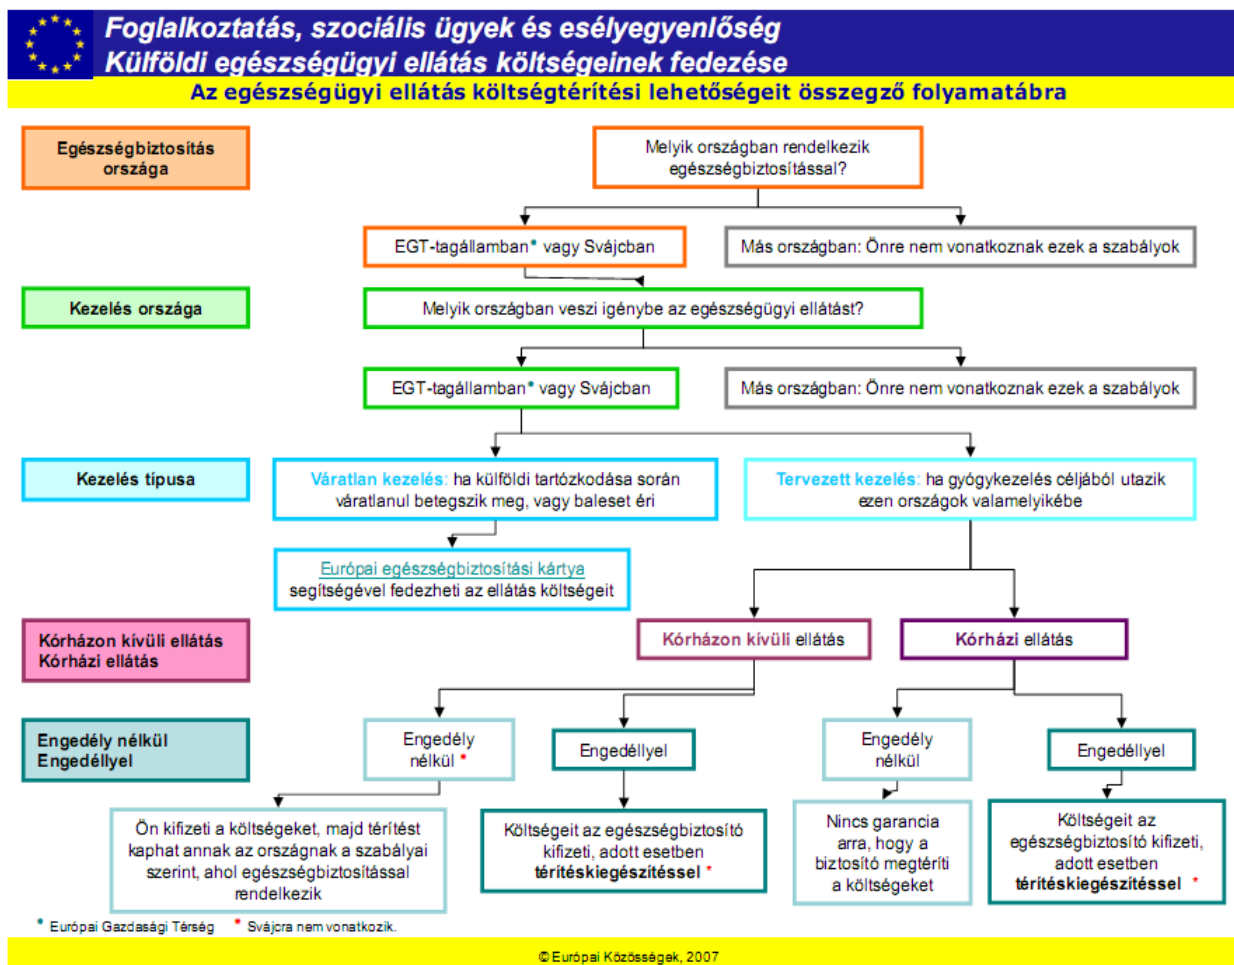 Foglalkoztatás, szociális ügyek és esélyegyenlőség
Külföldi egészségügyi ellátás költségeinek fedezése
Az egészségügyi ellátás költségtérítési lehetőségeit összegző folyamatábra
Egészségbiztosítás
országa
Melyik országban rendelkezik
egészségbiztosítással?
EGT-tagállamban* vagy Svájcban
Más országban: Önre nem vonatkoznak ezek a szabályok
Kezelés országa
Melyik országban veszi igénybe az egészségügyi ellátást?
EGT-tagállamban* vagy Svájcban
Más országban: Önre nem vonatkoznak ezek a szabályok
Kezelés típusa
Váratlan kezelés: ha külföldi tartózkodása során
váratlanul betegszik meg, vagy baleset éri
Tervezett kezelés: ha gyógykezelés céljából utazik
ezen országok valamelyikébe
Európai egészségbiztosítási kártya
segítségével fedezheti az ellátás költségeit
Kórházon kívüli ellátás
Kórházi ellátás
Kórházon kívüli ellátás
Kórházi ellátás
Engedély nélkül
Engedéllyel
Engedély
nélkül *
Engedéllyel
Engedély
nélkül
Engedéllyel
Ön kifizeti a költségeket, majd térítést
kaphat annak az országnak a szabályai
szerint, ahol egészségbiztosítással
rendelkezik
Költségeit az egészségbiztosító
kifizeti, adott esetben
térítéskiegészítéssel *
Nincs garancia
arra, hogy a
biztosító megtéríti
a költségeket
Költségeit az
egészségbiztosító kifizeti,
adott esetben
térítéskiegészítéssel *
* Európai Gazdasági Térség * Svájcra nem vonatkozik.
© Európai Közösségek, 2007